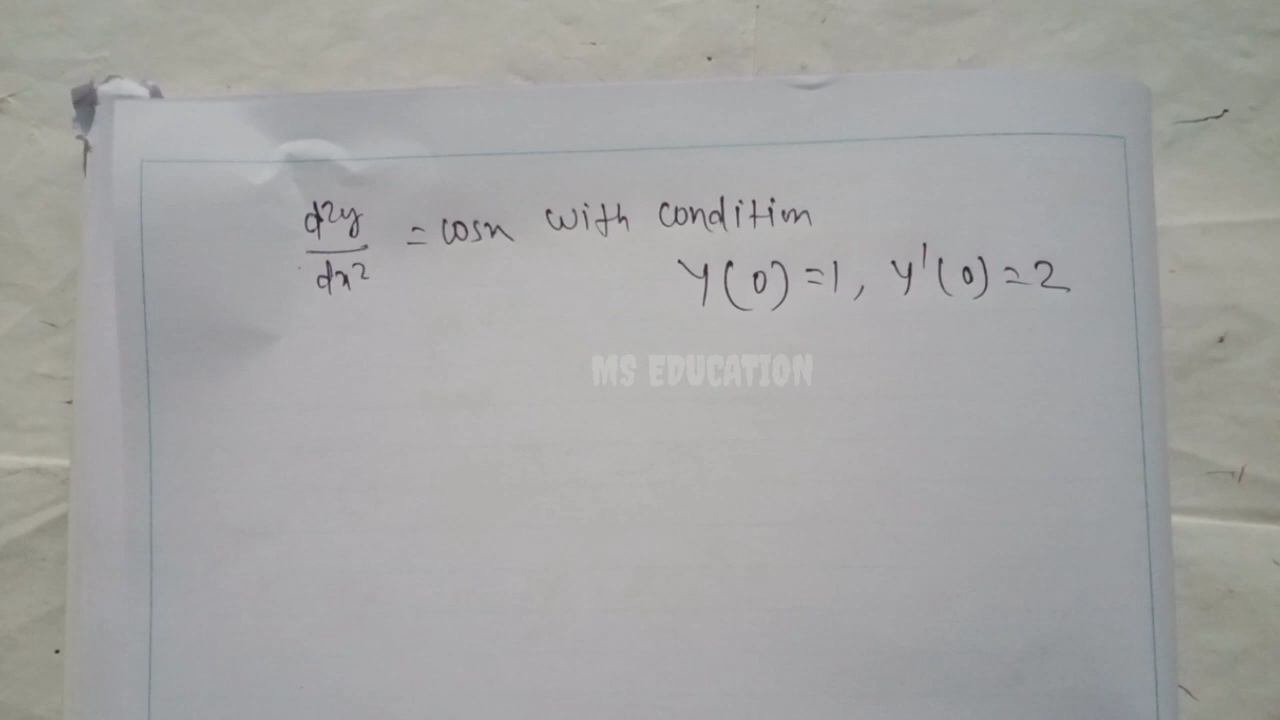 d²y/dx² = cosx with condition
y(0)=1, y'(0)=2
MS EDUCATION